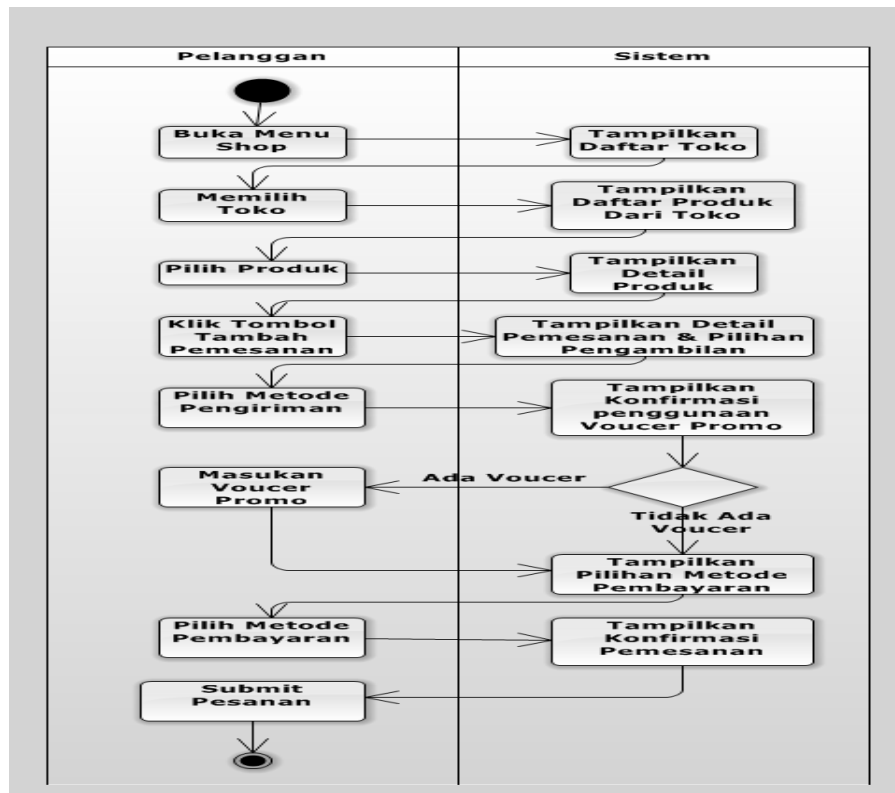 Pelanggan
Sistem
Buka Menu
Shop
Tampilkan
Daftar Toko
Memilih
Toko
Tampilkan
Daftar Produk
Dari Toko
Pilih Produk
Tampilkan
Detail
Produk
Klik Tombol
Tambah
Pemesanan
Tampilkan Detail
Pemesanan & Pilihan
Pengambilan
Pilih Metode
Pengiriman
Tampilkan
Konfirmasi
penggunaan
Voucer Promo
Masukan
Voucer
Promo
Ada Voucer
Tidak Ada
Voucer
Tampilkan
Pilihan Metode
Pembayaran
Pilih Metode
Pembayaran
Tampilkan
Konfirmasi
Pemesanan
Submit
Pesanan